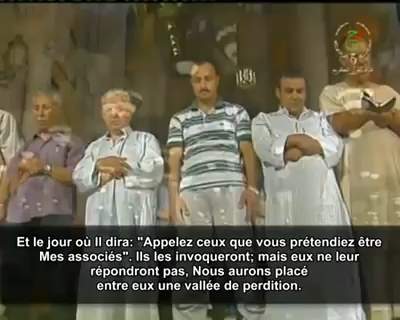 Et le jour où Il dira: "Appelez ceux que vous prétendiez être
Mes associés". Ils les invoqueront; mais eux ne leur
répondront pas, Nous aurons placé
entre eux une vallée de perdition.